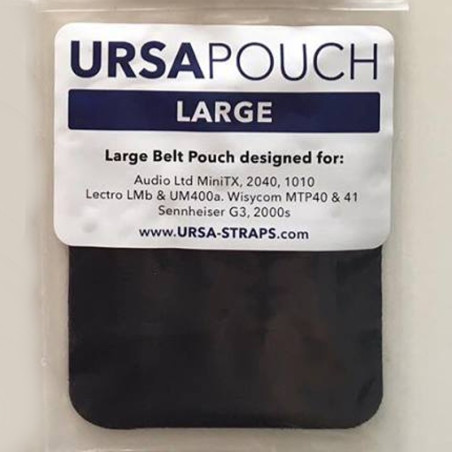 URSAPOUCH
LARGE
Large Belt Pouch designed for:
Audio Ltd MiniTX, 2040, 1010
Lectro LMb & UM400a. Wisycom MTP40 & 41
Sennheiser G3, 2000s
www.URSA-STRAPS.com